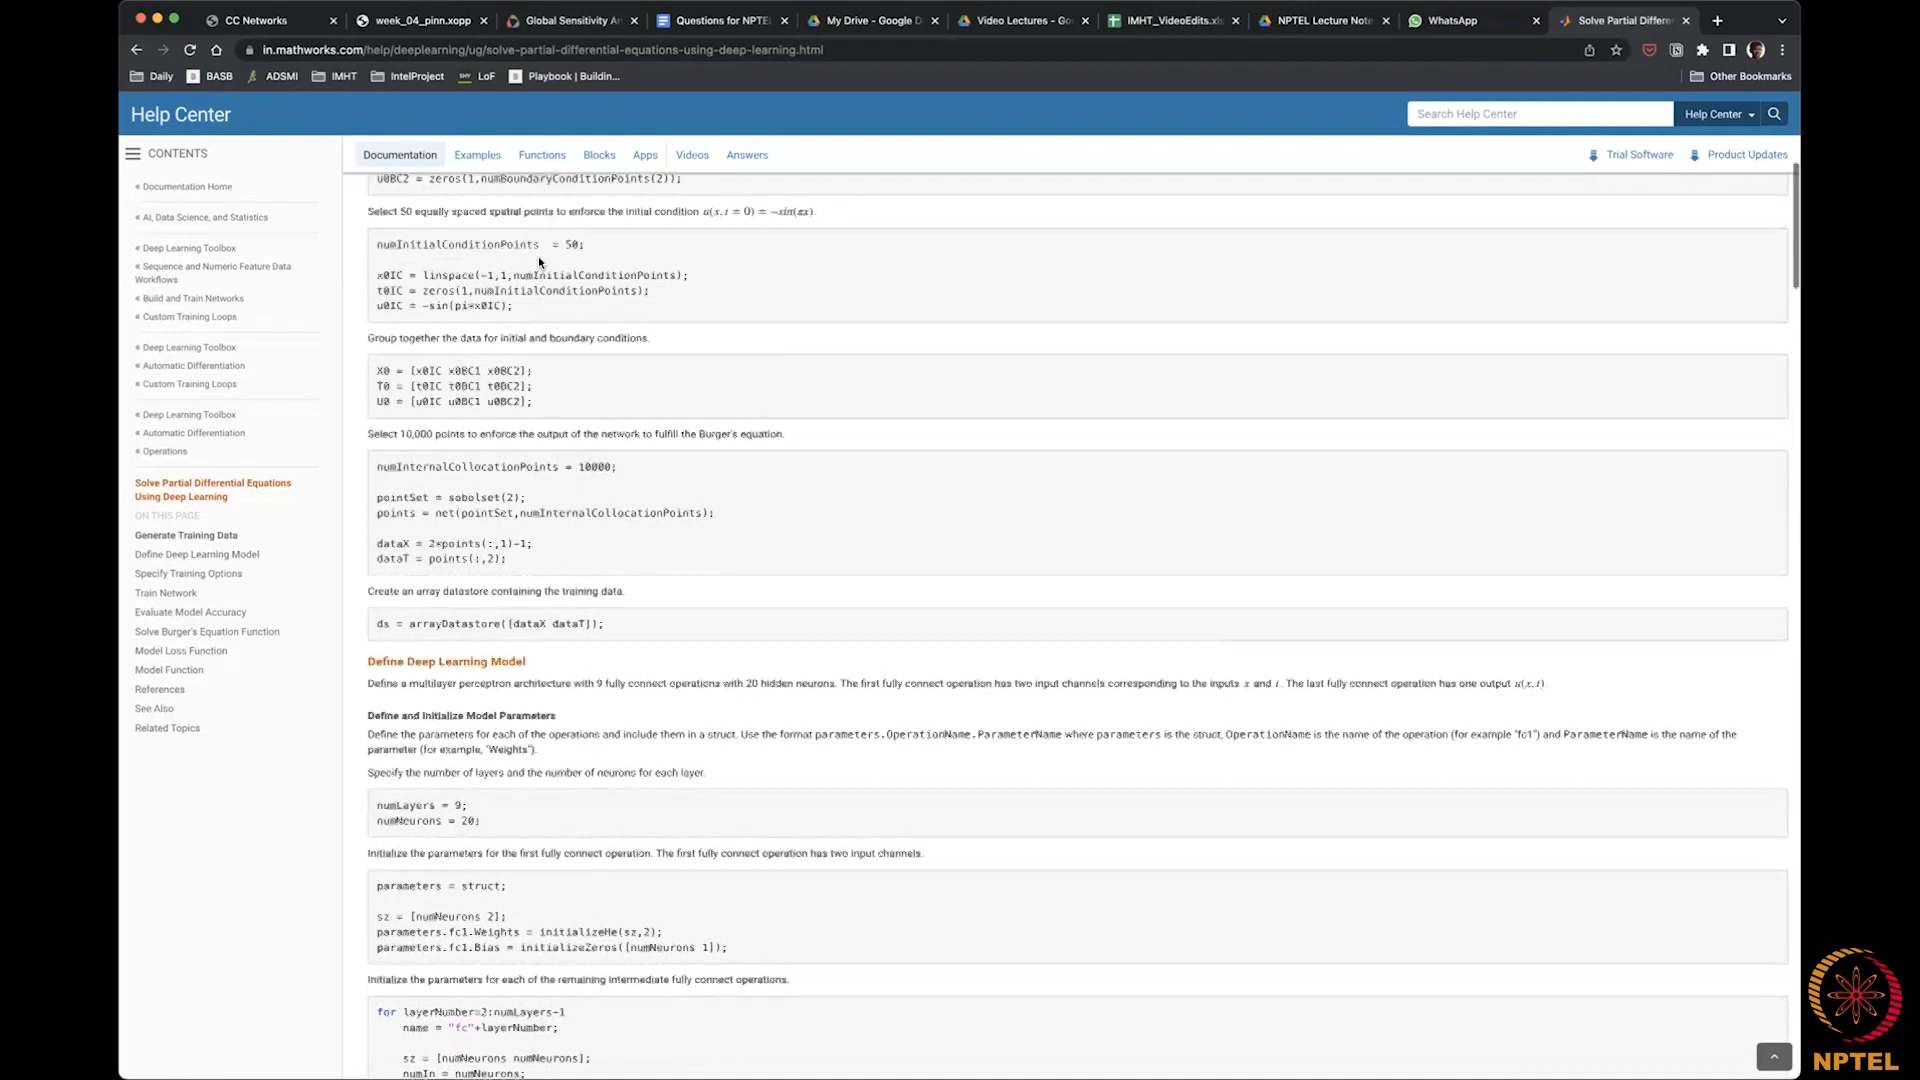 CC Networks
week_04_pinn.xopp
Global Sensitivity An
Questions for NPTEL
My Drive - Google D
Video Lectures - Goo
IMHT_VideoEdits.xls
NPTEL Lecture Note
WhatsApp
Solve Partial Differe
in.mathworks.com/help/deeplearning/ug/solve-partial-differential-equations-using-deep-learning.html
Daily
BASB
ADSMI
IMHT
IntelProject
LoF
Playbook | Buildin...
Other Bookmarks
Help Center
Search Help Center
Help Center
CONTENTS
Documentation
Examples
Functions
Blocks
Apps
Videos
Answers
Trial Software
Product Updates
« Documentation Home
« AI, Data Science, and Statistics
« Deep Learning Toolbox
« Sequence and Numeric Feature Data
Workflows
« Build and Train Networks
« Custom Training Loops
« Deep Learning Toolbox
« Automatic Differentiation
« Custom Training Loops
« Deep Learning Toolbox
« Automatic Differentiation
« Operations
Solve Partial Differential Equations
Using Deep Learning
ON THIS PAGE
Generate Training Data
Define Deep Learning Model
Specify Training Options
Train Network
Evaluate Model Accuracy
Solve Burger's Equation Function
Model Loss Function
Model Function
References
See Also
Related Topics
u0BC2 = zeros(1,numBoundaryConditionPoints(2));
Select 50 equally spaced spatial points to enforce the initial condition u(x, t = 0) = −sin(πx).
numInitialConditionPoints  = 50;
x0IC = linspace(-1,1,numInitialConditionPoints);
t0IC = zeros(1,numInitialConditionPoints);
u0IC = -sin(pi*x0IC);
Group together the data for initial and boundary conditions.
X0 = [x0IC x0BC1 x0BC2];
T0 = [t0IC t0BC1 t0BC2];
U0 = [u0IC u0BC1 u0BC2];
Select 10,000 points to enforce the output of the network to fulfill the Burger's equation.
numInternalCollocationPoints = 10000;
pointSet = sobolset(2);
points = net(pointSet,numInternalCollocationPoints);
dataX = 2*points(:,1)-1;
dataT = points(:,2);
Create an array datastore containing the training data.
ds = arrayDatastore([dataX dataT]);
Define Deep Learning Model
Define a multilayer perceptron architecture with 9 fully connect operations with 20 hidden neurons. The first fully connect operation has two input channels corresponding to the inputs x and t. The last fully connect operation has one output u(x, t).
Define and Initialize Model Parameters
Define the parameters for each of the operations and include them in a struct. Use the format parameters.OperationName.ParameterName where parameters is the struct, OperationName is the name of the operation (for example "fc1") and ParameterName is the name of the
parameter (for example, "Weights").
Specify the number of layers and the number of neurons for each layer.
numLayers = 9;
numNeurons = 20;
Initialize the parameters for the first fully connect operation. The first fully connect operation has two input channels.
parameters = struct;
sz = [numNeurons 2];
parameters.fc1.Weights = initializeHe(sz,2);
parameters.fc1.Bias = initializeZeros([numNeurons 1]);
Initialize the parameters for each of the remaining intermediate fully connect operations.
for layerNumber=2:numLayers-1
name = "fc"+layerNumber;
sz = [numNeurons numNeurons];
numIn = numNeurons;
NPTEL